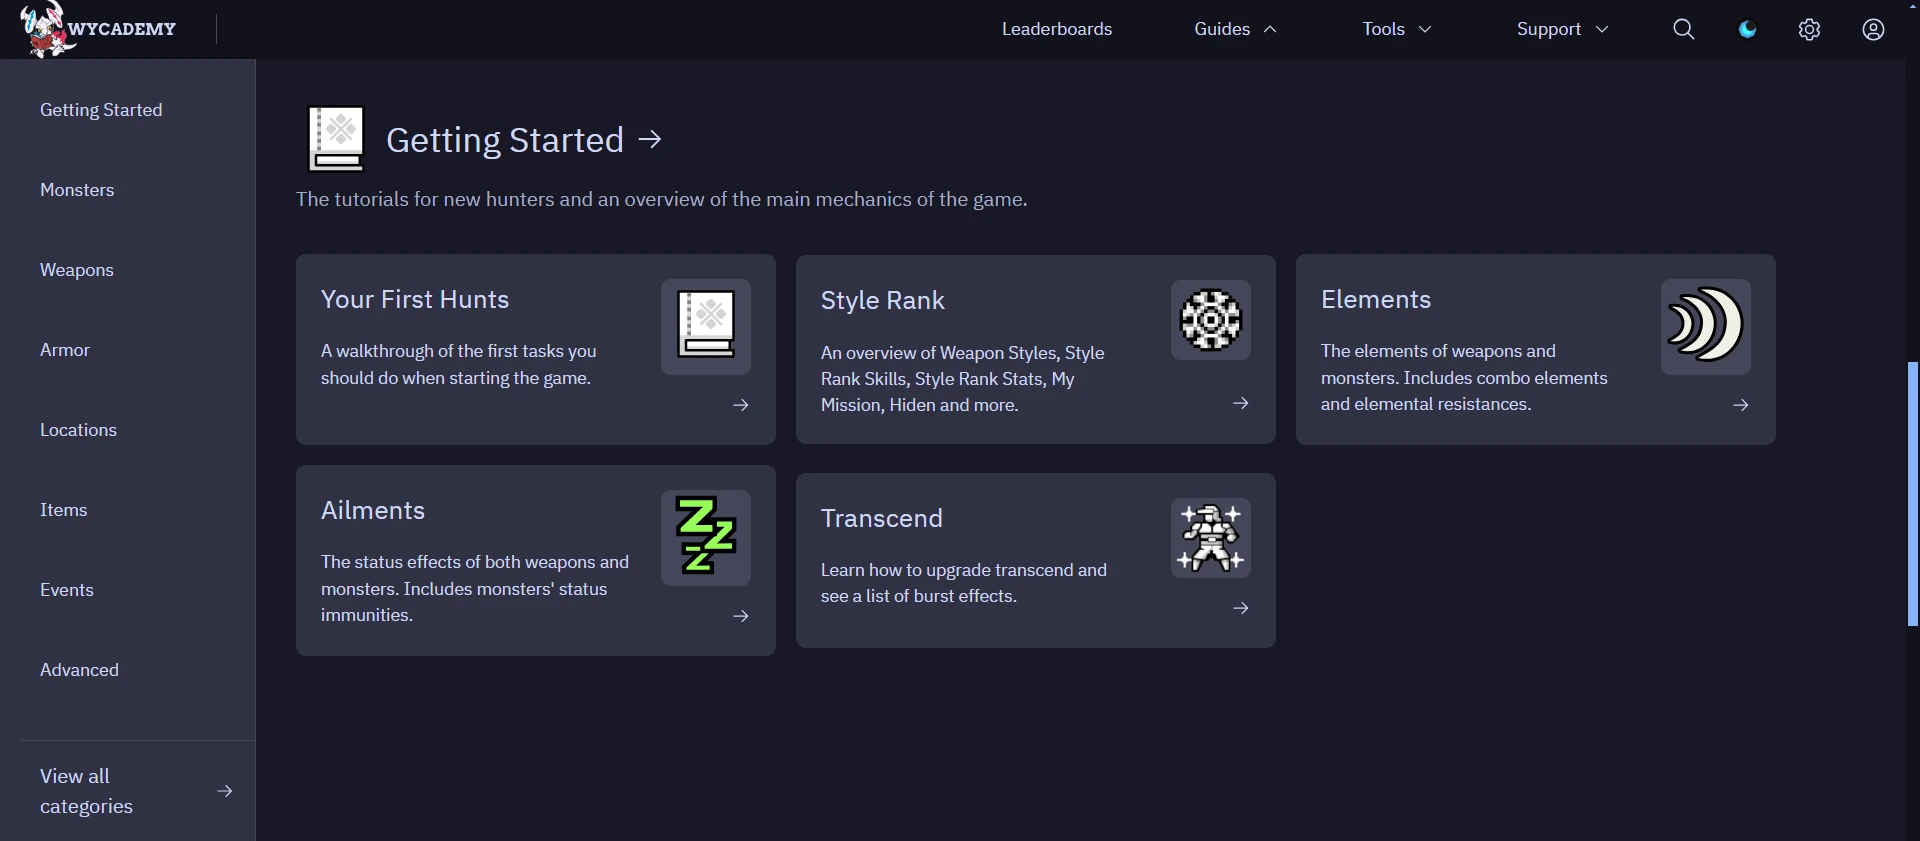 WYCADEMY
Leaderboards
Guides
Tools
Support
Getting Started
Monsters
Weapons
Armor
Locations
Items
Events
Advanced
View all
categories
Getting Started
The tutorials for new hunters and an overview of the main mechanics of the game.
Your First Hunts
A walkthrough of the first tasks you
should do when starting the game.
Style Rank
An overview of Weapon Styles, Style
Rank Skills, Style Rank Stats, My
Mission, Hiden and more.
Elements
The elements of weapons and
monsters. Includes combo elements
and elemental resistances.
Ailments
The status effects of both weapons and
monsters. Includes monsters' status
immunities.
Transcend
Learn how to upgrade transcend and
see a list of burst effects.